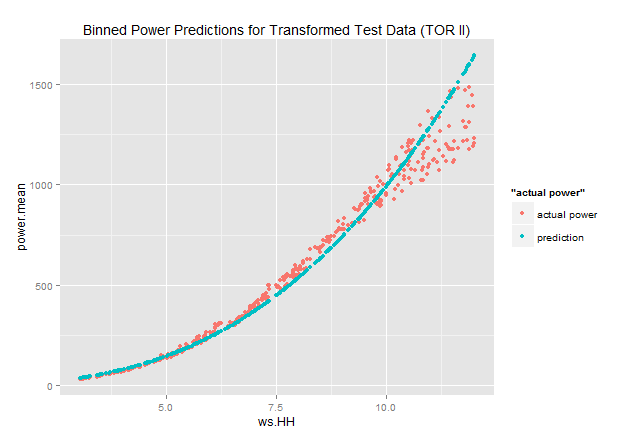 Binned Power Predictions for Transformed Test Data (TOR II)
1500
1000
500
0
power.mean
5.0
7.5
10.0
ws.HH
"actual power"
actual power
prediction